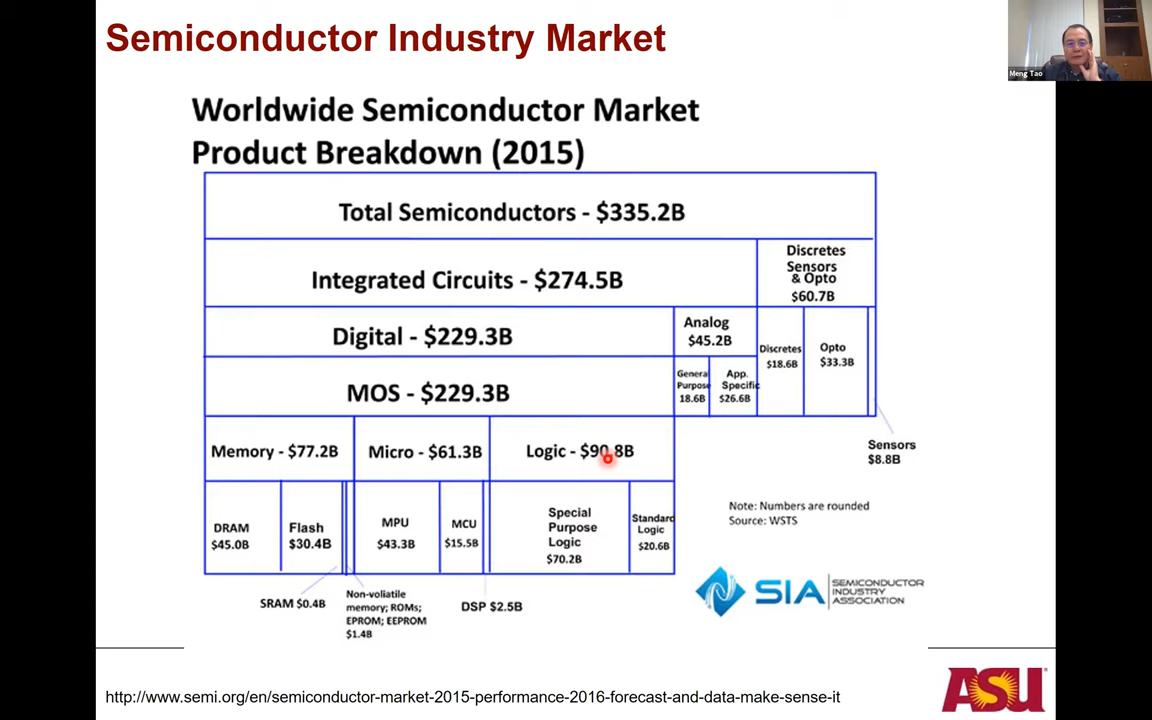 Semiconductor Industry Market
Meng Tao
Worldwide Semiconductor Market
Product Breakdown (2015)
Total Semiconductors - $335.2B
Integrated Circuits - $274.5B
Discretes
Sensors
& Opto
$60.7B
Digital - $229.3B
Analog
$45.2B
Discretes
$18.6B
Opto
$33.3B
MOS - $229.3B
General
Purpose
18.6B
App.
Specific
$26.6B
Sensors
$8.8B
Memory - $77.2B
Micro - $61.3B
Logic - $90.8B
DRAM
$45.0B
Flash
$30.4B
MPU
$43.3B
MCU
$15.5B
Special
Purpose
Logic
$70.2B
Standard
Logic
$20.6B
Note: Numbers are rounded
Source: WSTS
SRAM $0.4B
Non-voliatile
memory; ROMs;
EPROM; EEPROM
$1.4B
DSP $2.5B
SIA
SEMICONDUCTOR
INDUSTRY
ASSOCIATION
http://www.semi.org/en/semiconductor-market-2015-performance-2016-forecast-and-data-make-sense-it
ASU